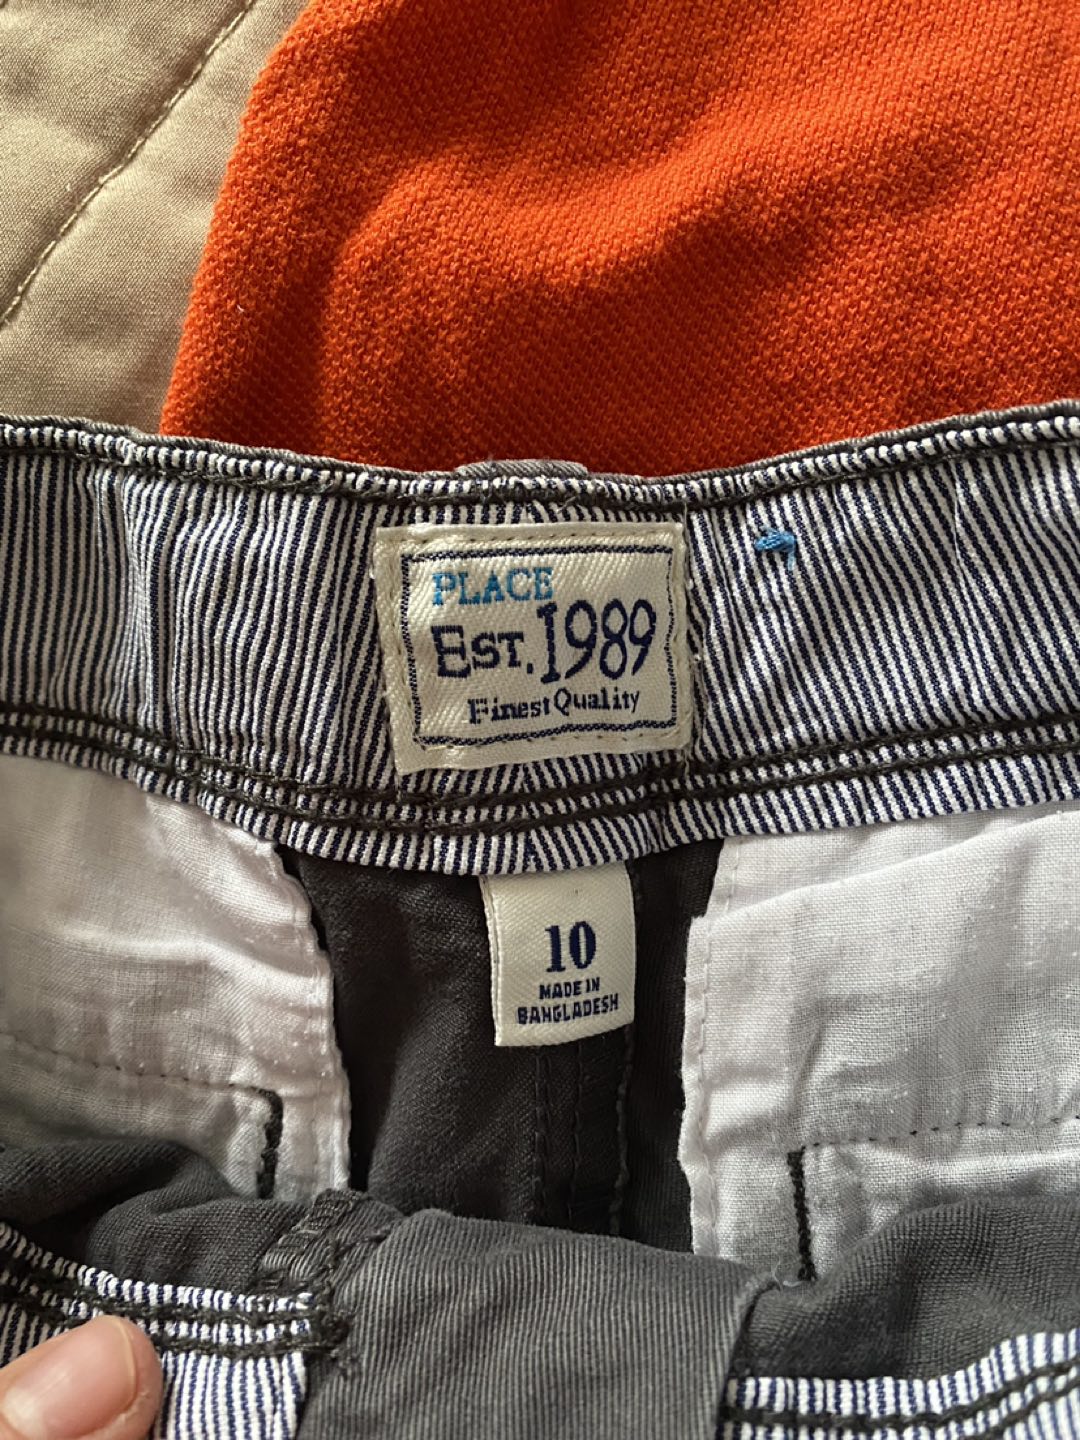 PLACE
EST. 1989
Finest Quality
10
MADE IN
BANGLADESH